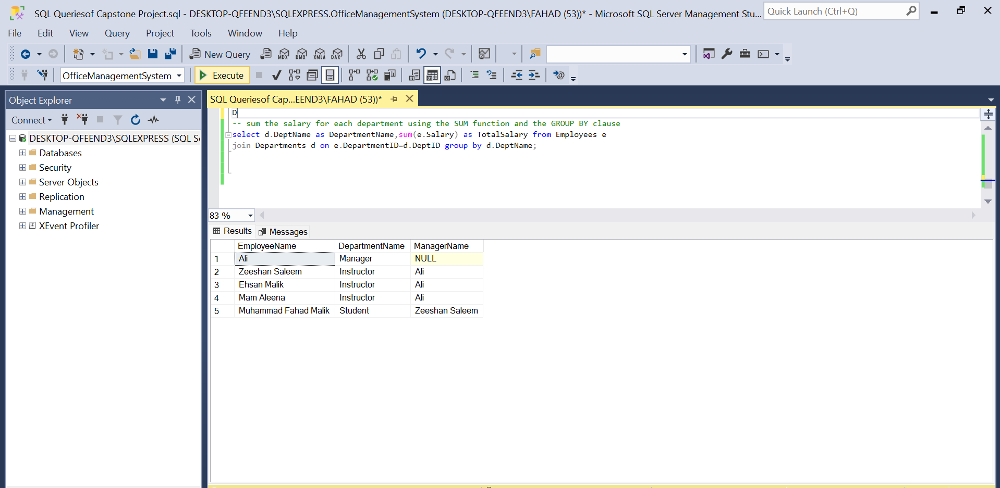 SQL Queriesof Capstone Project.sql - DESKTOP-QFEEND3\SQLEXPRESS.OfficeManagementSystem (DESKTOP-QFEEND3\FAHAD (53))* - Microsoft SQL Server Management Stu...
Quick Launch (Ctrl+Q)
File Edit View Query Project Tools Window Help
New Query MDX DMX XMLA DAX
OfficeManagementSystem Execute
Object Explorer
Connect
DESKTOP-QFEEND3\SQLEXPRESS (SQL Se
Databases
Security
Server Objects
Replication
Management
XEvent Profiler
SQL Queriesof Cap...EEND3\FAHAD (53))*
D
-- sum the salary for each department using the SUM function and the GROUP BY clause
select d.DeptName as DepartmentName,sum(e.Salary) as TotalSalary from Employees e
join Departments d on e.DepartmentID=d.DeptID group by d.DeptName;
83 %
Results Messages
EmployeeName DepartmentName ManagerName
1 Ali Manager NULL
2 Zeeshan Saleem Instructor Ali
3 Ehsan Malik Instructor Ali
4 Mam Aleena Instructor Ali
5 Muhammad Fahad Malik Student Zeeshan Saleem